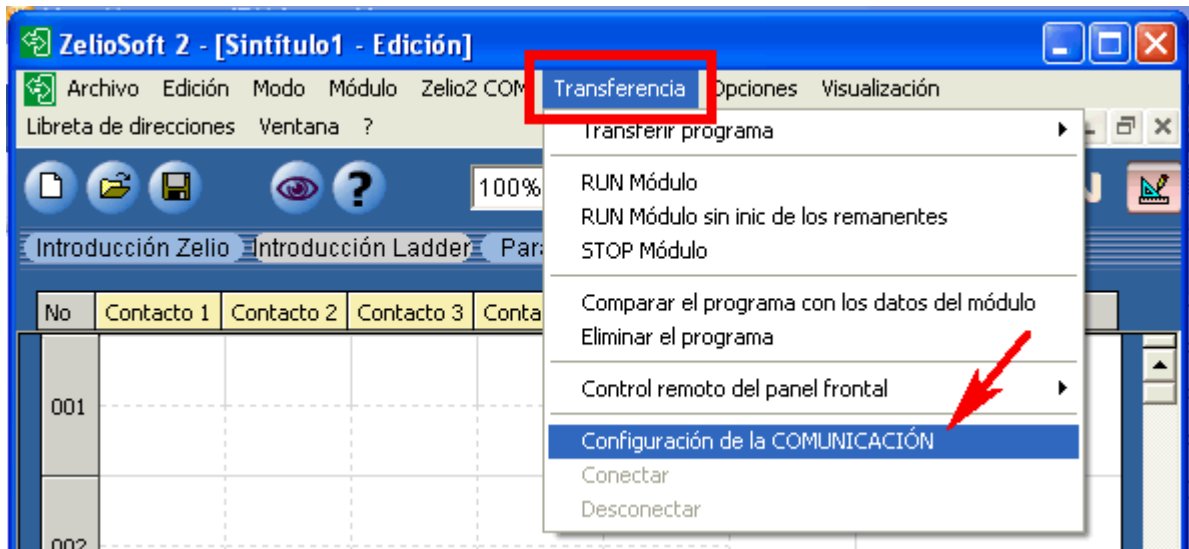 ZelioSoft 2 - [Sintítulo1 - Edición]
Archivo Edición Modo Módulo Zelio2 COM Transferencia Opciones Visualización
Libreta de direcciones Ventana ?
Transferir programa
100%
RUN Módulo
RUN Módulo sin inic de los remanentes
STOP Módulo
Introducción Zelio Introducción Ladder Par
No Contacto 1 Contacto 2 Contacto 3 Conta
Comparar el programa con los datos del módulo
Eliminar el programa
Control remoto del panel frontal
001
Configuración de la COMUNICACIÓN
Conectar
Desconectar
002